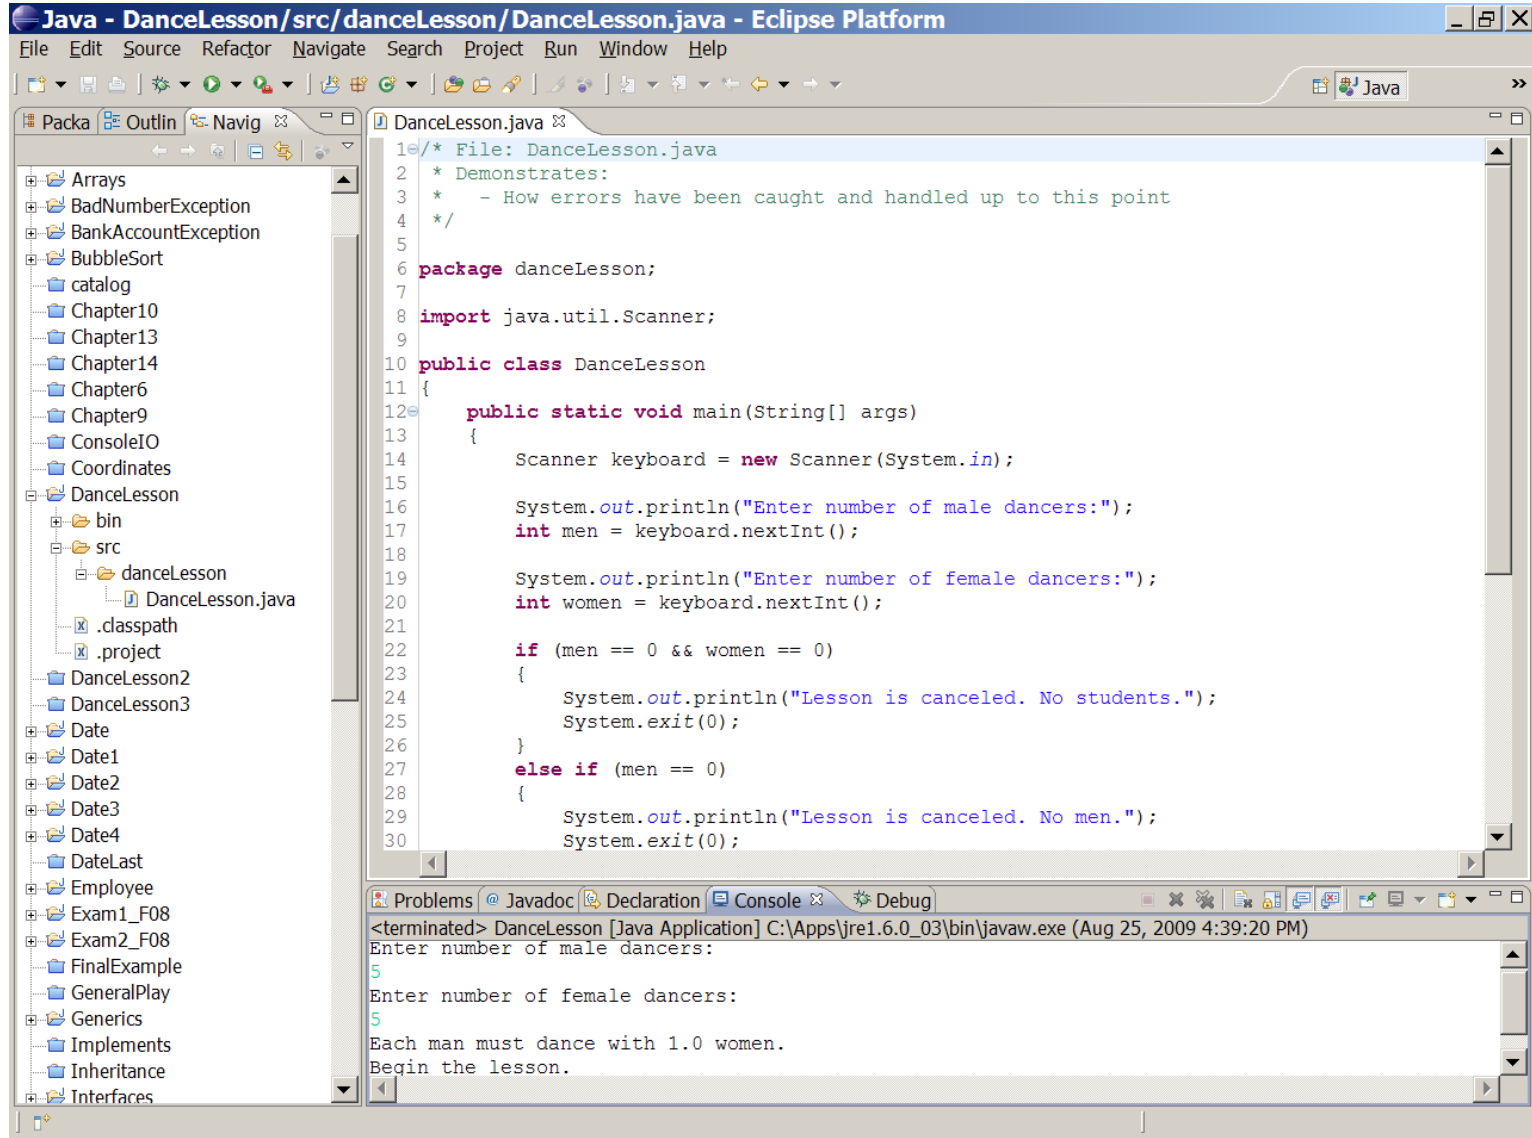 Java - DanceLesson/src/danceLesson/DanceLesson.java - Eclipse Platform
File Edit Source Refactor Navigate Search Project Run Window Help
Java
Packa Outlin Navig
Arrays
BadNumberException
BankAccountException
BubbleSort
catalog
Chapter10
Chapter13
Chapter14
Chapter6
Chapter9
ConsoleIO
Coordinates
DanceLesson
bin
src
danceLesson
DanceLesson.java
.classpath
.project
DanceLesson2
DanceLesson3
Date
Date1
Date2
Date3
Date4
DateLast
Employee
Exam1_F08
Exam2_F08
FinalExample
GeneralPlay
Generics
Implements
Inheritance
Interfaces
DanceLesson.java
1 /* File: DanceLesson.java
2  * Demonstrates:
3  *   - How errors have been caught and handled up to this point
4  */
5
6 package danceLesson;
7
8 import java.util.Scanner;
9
10 public class DanceLesson
11 {
12     public static void main(String[] args)
13     {
14         Scanner keyboard = new Scanner(System.in);
15
16         System.out.println("Enter number of male dancers:");
17         int men = keyboard.nextInt();
18
19         System.out.println("Enter number of female dancers:");
20         int women = keyboard.nextInt();
21
22         if (men == 0 && women == 0)
23         {
24             System.out.println("Lesson is canceled. No students.");
25             System.exit(0);
26         }
27         else if (men == 0)
28         {
29             System.out.println("Lesson is canceled. No men.");
30             System.exit(0);
Problems @ Javadoc Declaration Console Debug
<terminated> DanceLesson [Java Application] C:\Apps\jre1.6.0_03\bin\javaw.exe (Aug 25, 2009 4:39:20 PM)
Enter number of male dancers:
5
Enter number of female dancers:
5
Each man must dance with 1.0 women.
Begin the lesson.